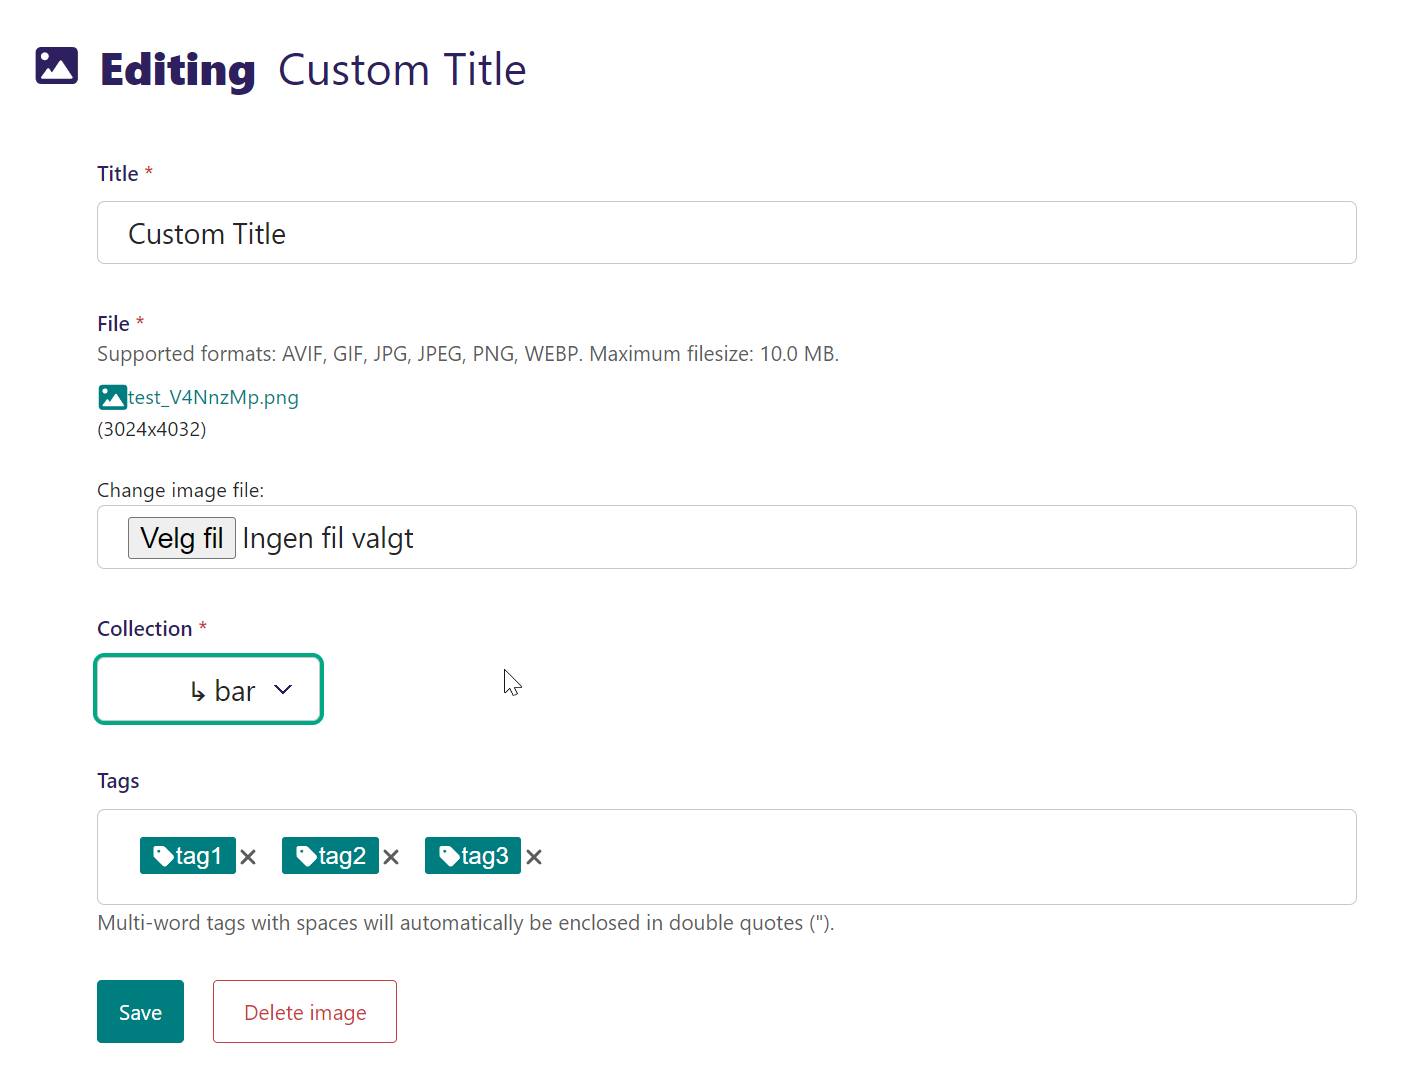 Editing Custom Title
Title *
Custom Title
File *
Supported formats: AVIF, GIF, JPG, JPEG, PNG, WEBP. Maximum filesize: 10.0 MB.
test_V4NnzMp.png
(3024x4032)
Change image file:
Velg fil Ingen fil valgt
Collection *
↳ bar
Tags
tag1 tag2 tag3
Multi-word tags with spaces will automatically be enclosed in double quotes (").
Save Delete image